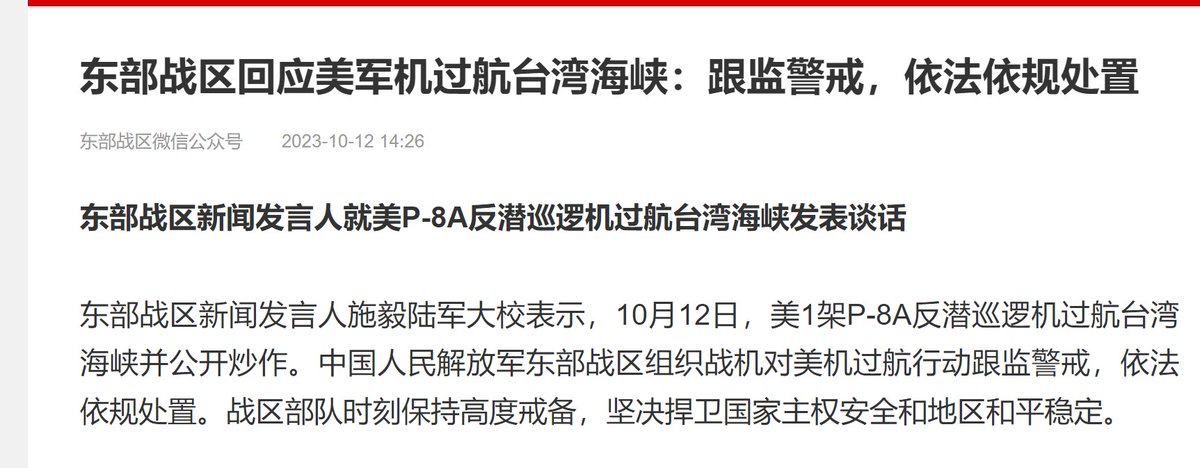 东部战区回应美军机过航台湾海峡：跟监警戒，依法依规处置
东部战区微信公众号 2023-10-12 14:26
东部战区新闻发言人就美P-8A反潜巡逻机过航台湾海峡发表谈话
东部战区新闻发言人施毅陆军大校表示，10月12日，美1架P-8A反潜巡逻机过航台湾
海峡并公开炒作。中国人民解放军东部战区组织战机对美机过航行动跟监警戒，依法
依规处置。战区部队时刻保持高度戒备，坚决捍卫国家主权安全和地区和平稳定。